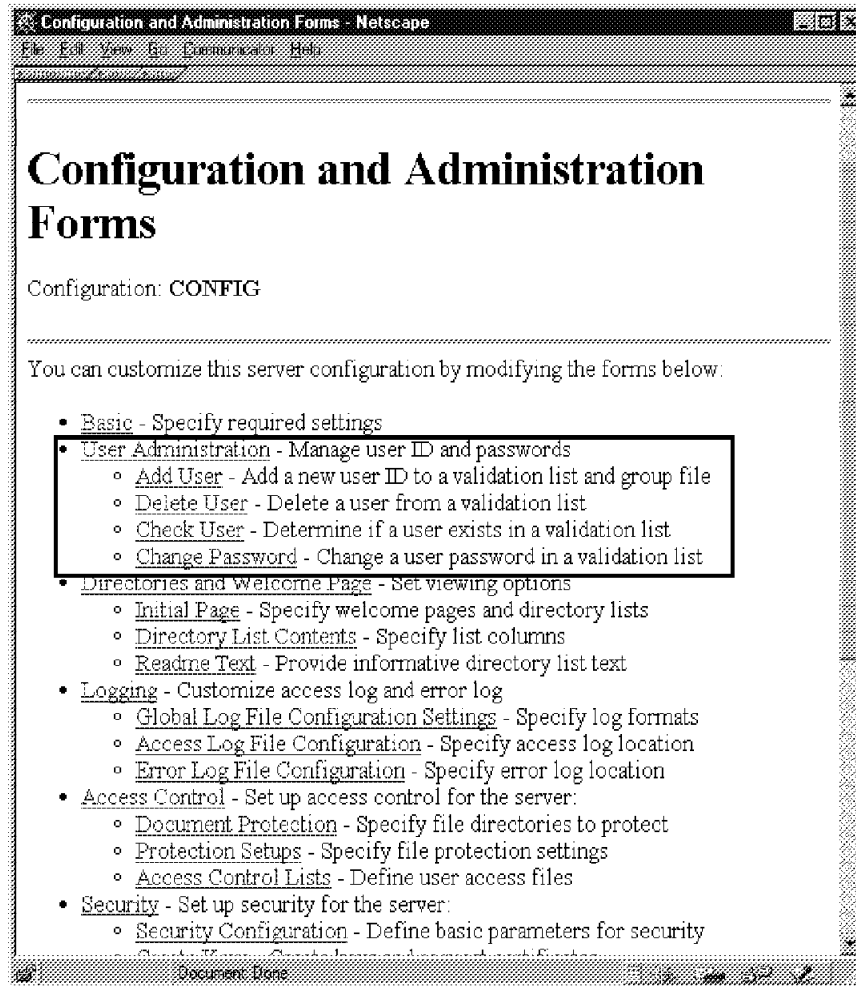 Configuration and Administration Forms - Netscape
File Edit View Go Communicator Help
Configuration and Administration
Forms
Configuration: CONFIG
You can customize this server configuration by modifying the forms below:
• Basic - Specify required settings
• User Administration - Manage user ID and passwords
∘ Add User - Add a new user ID to a validation list and group file
∘ Delete User - Delete a user from a validation list
∘ Check User - Determine if a user exists in a validation list
∘ Change Password - Change a user password in a validation list
• Directories and Welcome Page - Set viewing options
∘ Initial Page - Specify welcome pages and directory lists
∘ Directory List Contents - Specify list columns
∘ Readme Text - Provide informative directory list text
• Logging - Customize access log and error log
∘ Global Log File Configuration Settings - Specify log formats
∘ Access Log File Configuration - Specify access log location
∘ Error Log File Configuration - Specify error log location
• Access Control - Set up access control for the server:
∘ Document Protection - Specify file directories to protect
∘ Protection Setups - Specify file protection settings
∘ Access Control Lists - Define user access files
• Security - Set up security for the server:
∘ Security Configuration - Define basic parameters for security
Document: Done